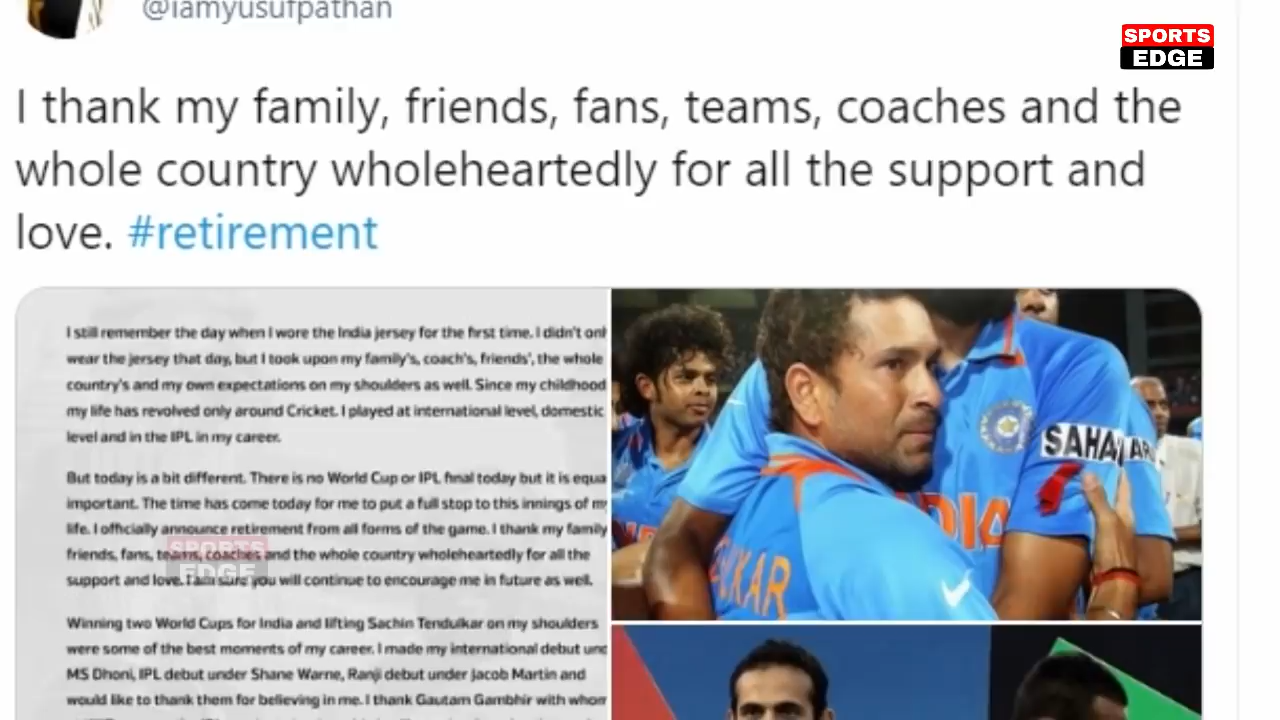 @iamyusufpathan
SPORTS
EDGE
I thank my family, friends, fans, teams, coaches and the
whole country wholeheartedly for all the support and
love. #retirement
I still remember the day when I wore the India jersey for the first time. I didn't onl
wear the jersey that day, but I took upon my family's, coach's, friends', the whole
country's and my own expectations on my shoulders as well. Since my childhood
my life has revolved only around Cricket. I played at international level, domestic
level and in the IPL in my career.
But today is a bit different. There is no World Cup or IPL final today but it is equa
important. The time has come today for me to put a full stop to this innings of my
life. I officially announce retirement from all forms of the game. I thank my family
friends, fans, teams, coaches and the whole country wholeheartedly for all the
support and love. I am sure you will continue to encourage me in future as well.
SPORTS
EDGE
Winning two World Cups for India and lifting Sachin Tendulkar on my shoulders
were some of the best moments of my career. I made my international debut und
MS Dhoni, IPL debut under Shane Warne, Ranji debut under Jacob Martin and
would like to thank them for believing in me. I thank Gautam Gambhir with whom
SAHA